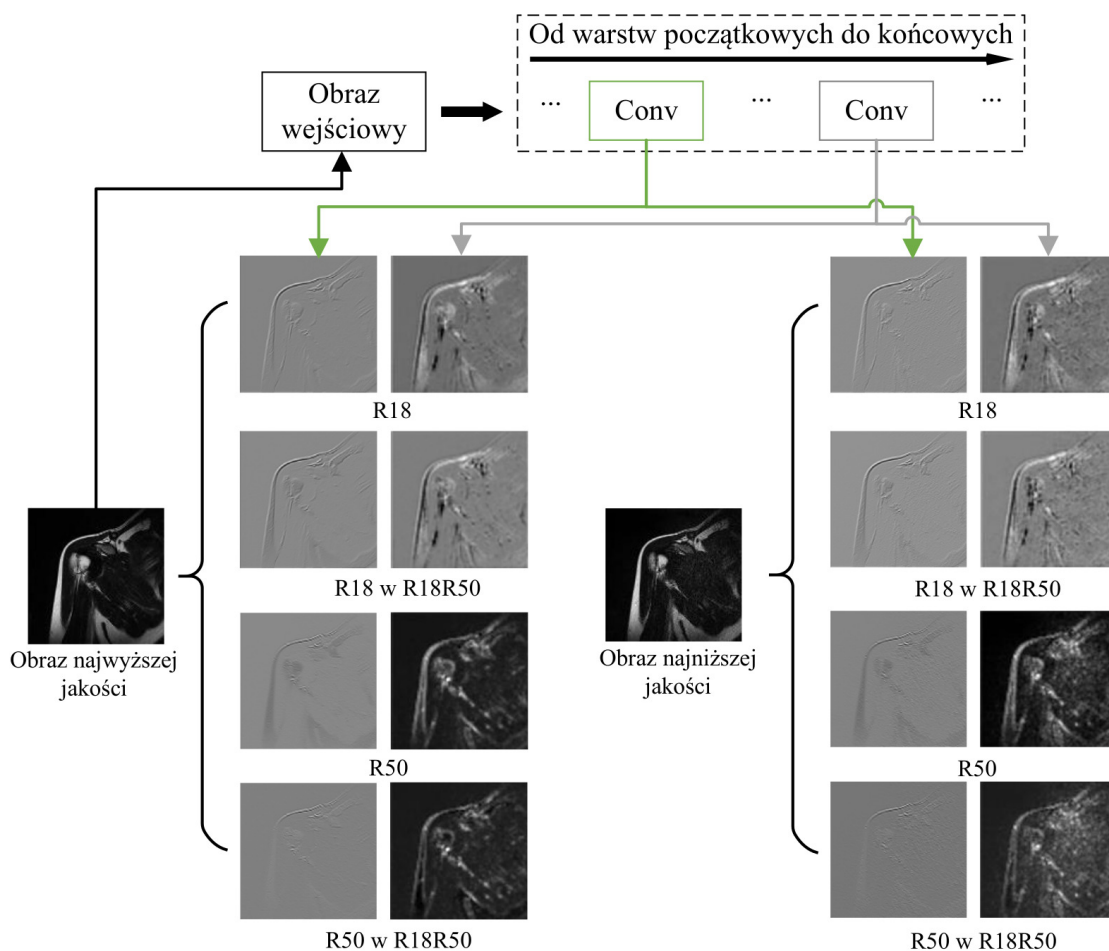 Od warstw początkowych do końcowych
Obraz
wejściowy
...
Conv
...
Conv
...
R18
R18 w R18R50
Obraz najwyższej
jakości
R50
R50 w R18R50
R18
R18 w R18R50
Obraz najniższej
jakości
R50
R50 w R18R50